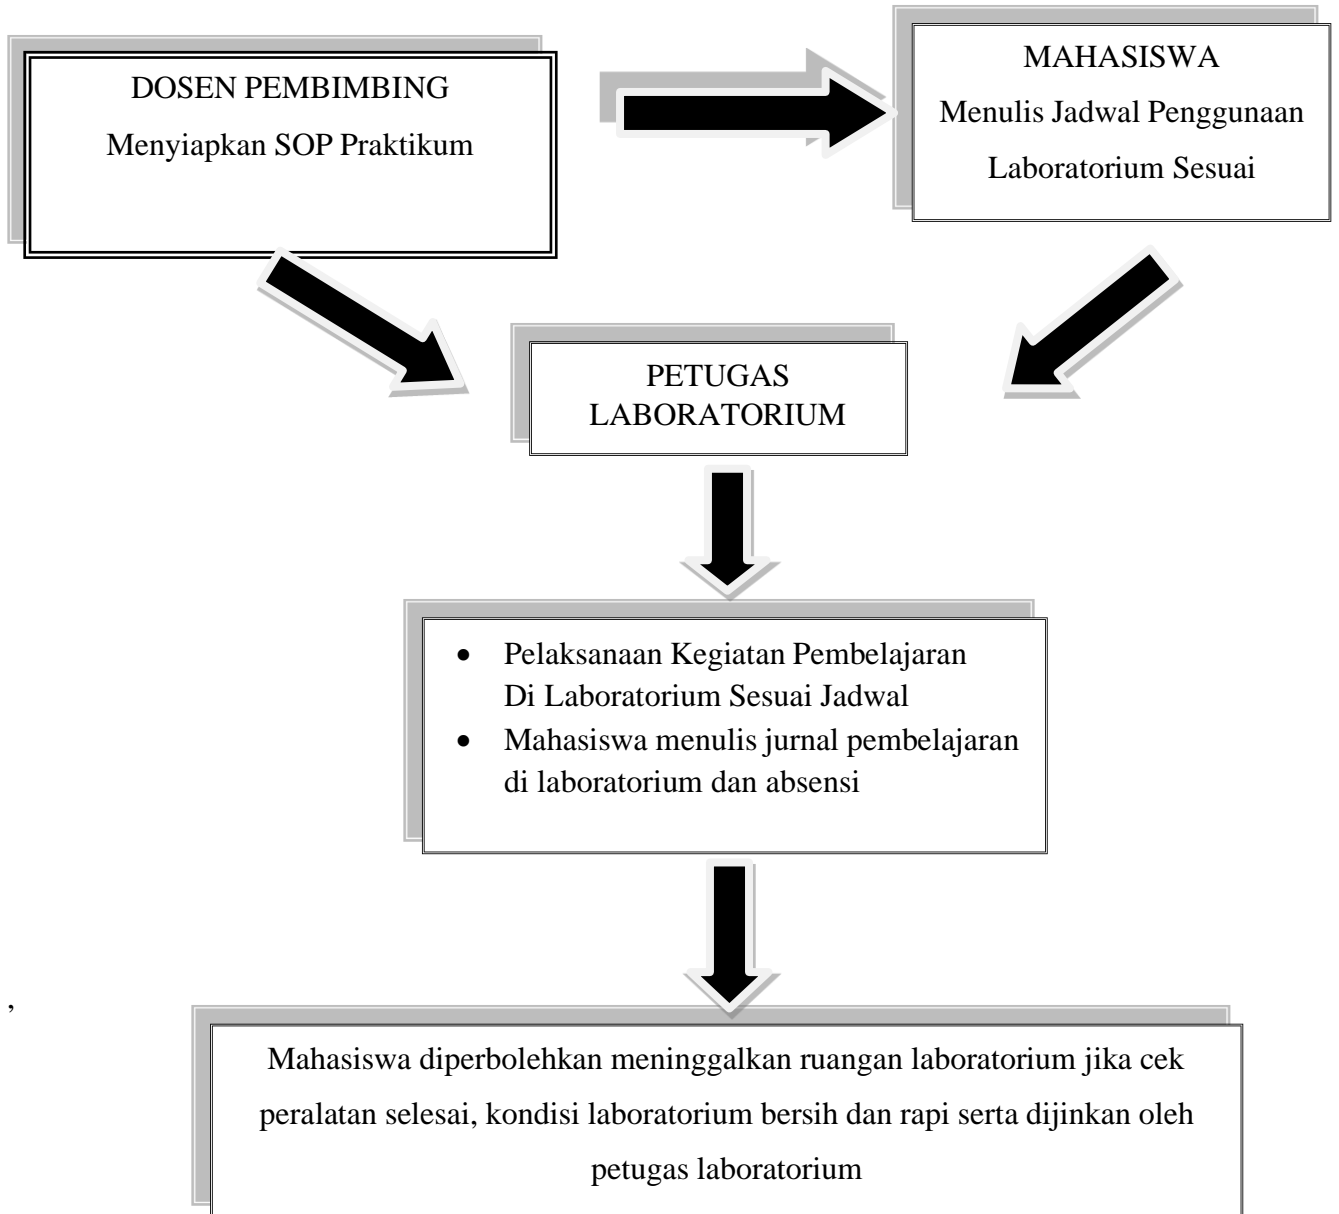 DOSEN PEMBIMBING
Menyiapkan SOP Praktikum
MAHASISWA
Menulis Jadwal Penggunaan
Laboratorium Sesuai
PETUGAS
LABORATORIUM
• Pelaksanaan Kegiatan Pembelajaran
Di Laboratorium Sesuai Jadwal
• Mahasiswa menulis jurnal pembelajaran
di laboratorium dan absensi
,
Mahasiswa diperbolehkan meninggalkan ruangan laboratorium jika cek
peralatan selesai, kondisi laboratorium bersih dan rapi serta dijinkan oleh
petugas laboratorium